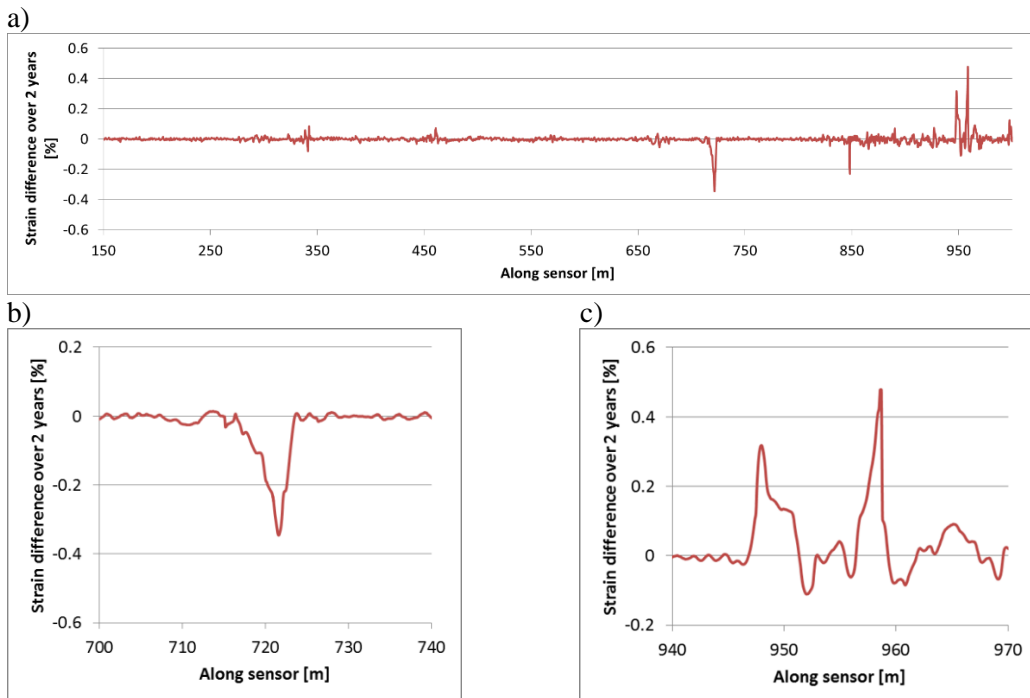 a)
Strain difference over 2 years
[%]
0.6
0.4
0.2
0
-0.2
-0.4
-0.6
150 250 350 450 550 650 750 850 950
Along sensor [m]
b)
Strain difference over 2 years [%]
0.2
0
-0.2
-0.4
-0.6
700 710 720 730 740
Along sensor [m]
c)
Strain difference over 2 years [%]
0.6
0.4
0.2
0
-0.2
940 950 960 970
Along sensor [m]